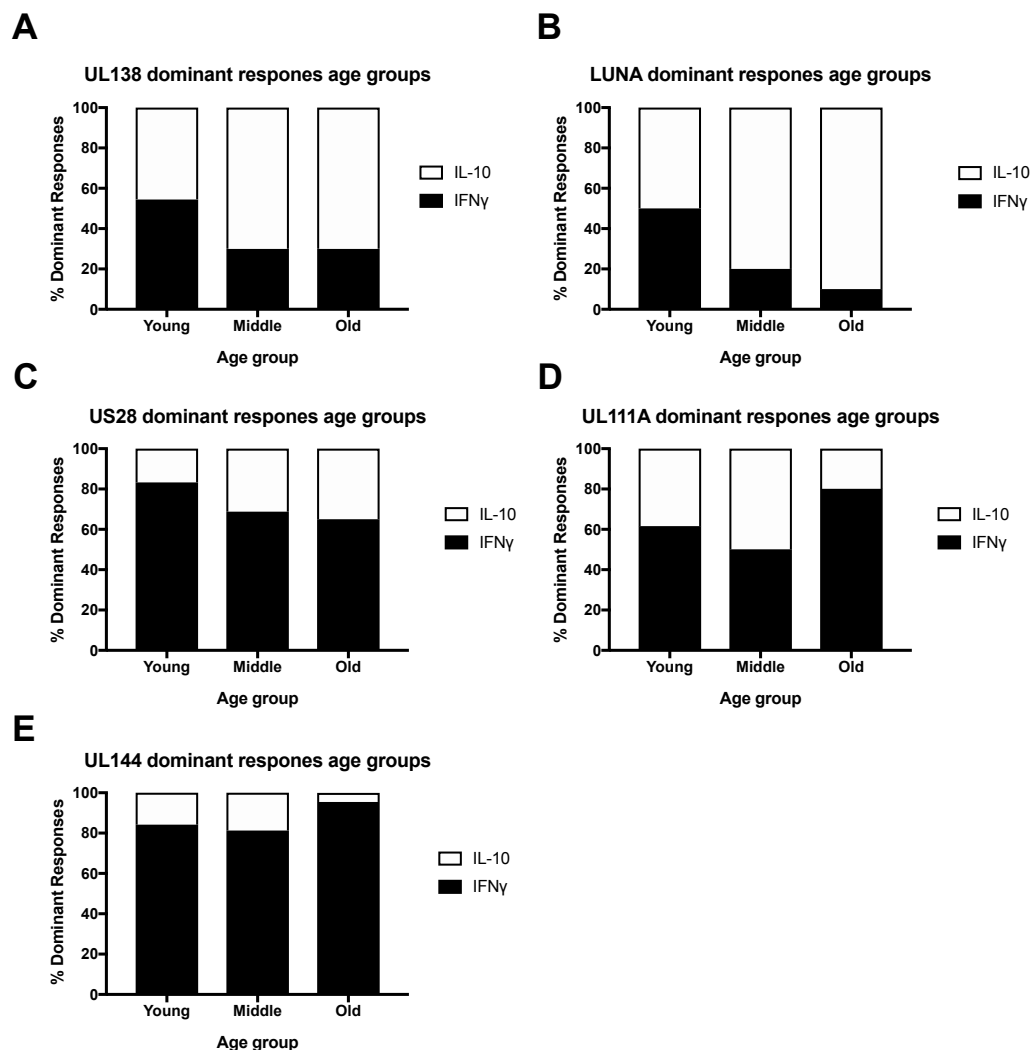 A
UL138 dominant respones age groups
% Dominant Responses
100
80
60
40
20
0
Young Middle Old
Age group
IL-10
IFNγ
B
LUNA dominant respones age groups
% Dominant Responses
100
80
60
40
20
0
Young Middle Old
Age group
IL-10
IFNγ
C
US28 dominant respones age groups
% Dominant Responses
100
80
60
40
20
0
Young Middle Old
Age group
IL-10
IFNγ
D
UL111A dominant respones age groups
% Dominant Responses
100
80
60
40
20
0
Young Middle Old
Age group
IL-10
IFNγ
E
UL144 dominant respones age groups
% Dominant Responses
100
80
60
40
20
0
Young Middle Old
Age group
IL-10
IFNγ